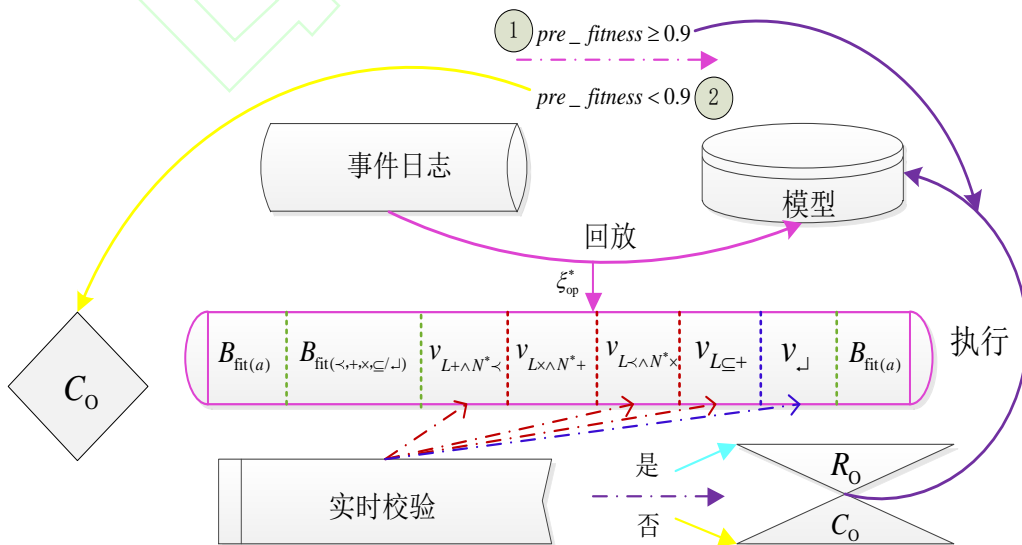 ① pre_fitness ≥ 0.9
pre_fitness < 0.9 ②
事件日志
模型
回放
ξ*op
B fit(a) B fit(≺,+,×,⊆/↵) v L+∧N*≺ v L×∧N*+ v L≺∧N*× v L⊆+ v ↵ B fit(a)
执行
C O
实时校验
是
否
R O
C O